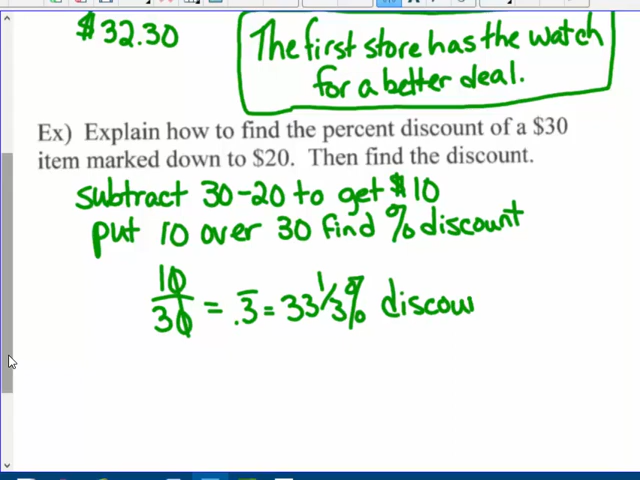 $32.30
The first store has the watch
for a better deal.
Ex) Explain how to find the percent discount of a $30
item marked down to $20. Then find the discount.
subtract 30-20 to get $10
put 10 over 30 find % discount
10/30 = .3̅ = 33 1/3% discou